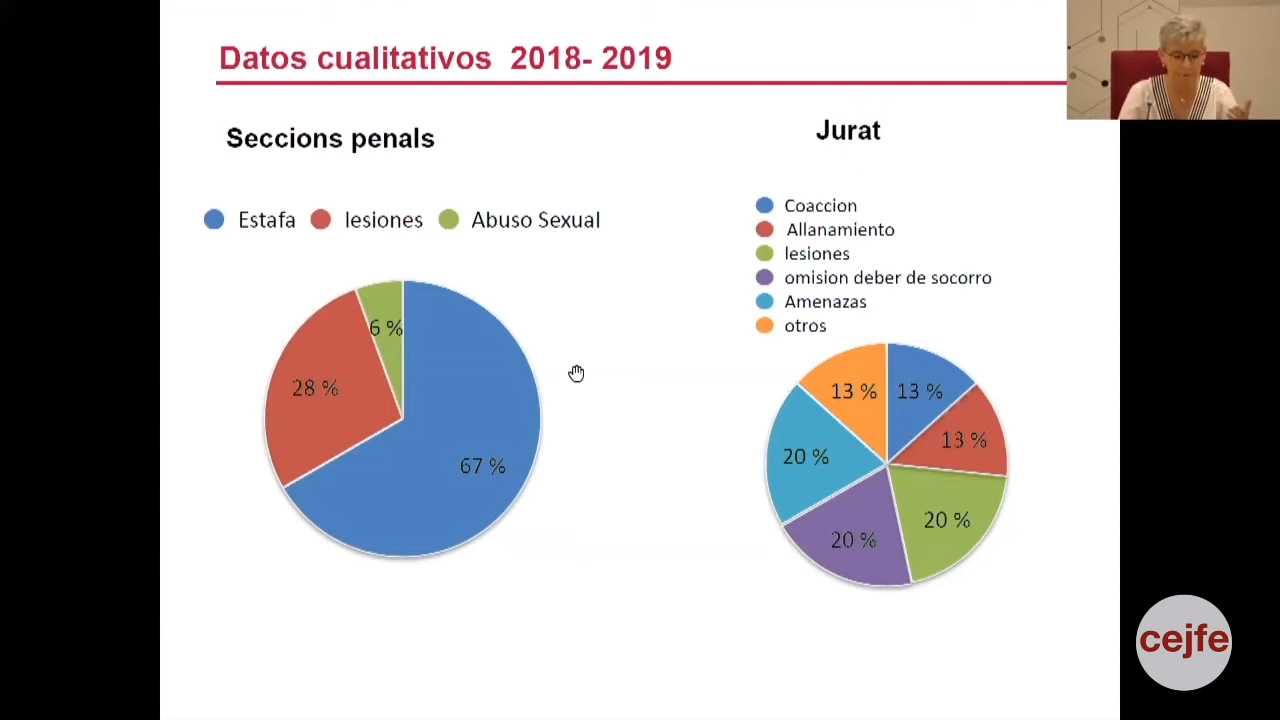 Datos cualitativos 2018- 2019
Seccions penals
Estafa lesiones Abuso Sexual
6 %
28 %
67 %
Jurat
Coaccion
Allanamiento
lesiones
omision deber de socorro
Amenazas
otros
13 % 13 %
13 %
20 %
20 %
20 %
cejfe